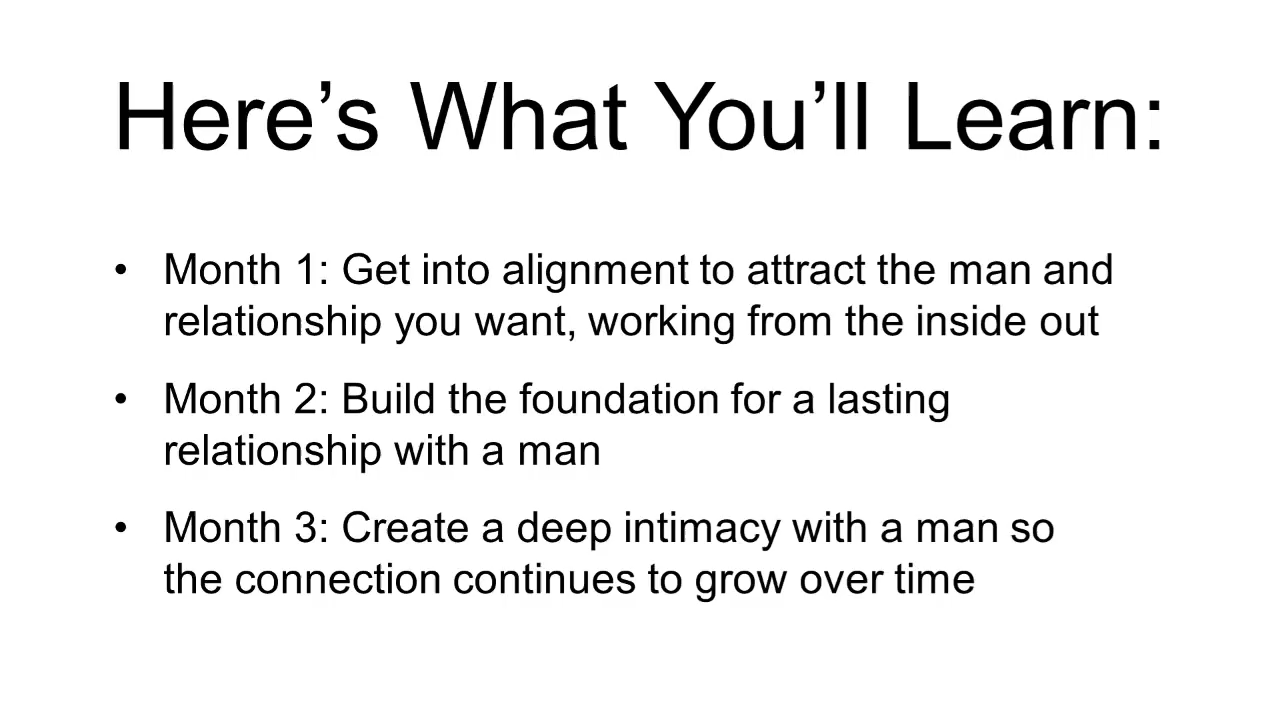 Here’s What You’ll Learn:
• Month 1: Get into alignment to attract the man and
relationship you want, working from the inside out
• Month 2: Build the foundation for a lasting
relationship with a man
• Month 3: Create a deep intimacy with a man so
the connection continues to grow over time